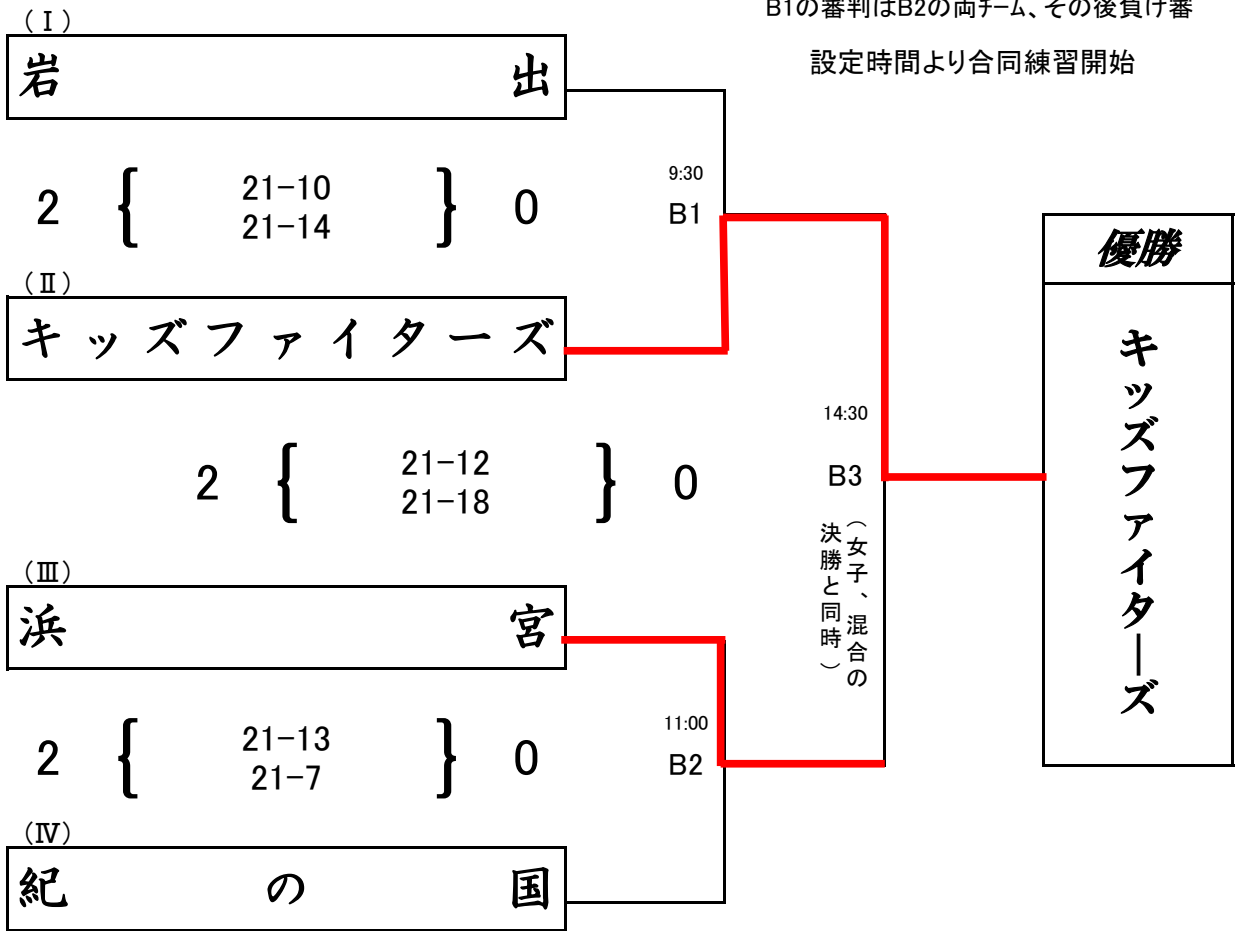 B1の審判はB2の両チーム、その後負け審
設定時間より合同練習開始
(Ⅰ)
岩出
2 { 21-10 } 0
21-14
9:30
B1
(Ⅱ)
キッズファイターズ
2 { 21-12 } 0
21-18
14:30
B3
(女子、混合の
決勝と同時)
(Ⅲ)
浜宮
2 { 21-13 } 0
21-7
11:00
B2
(Ⅳ)
紀の国
優勝
キッズファイターズ